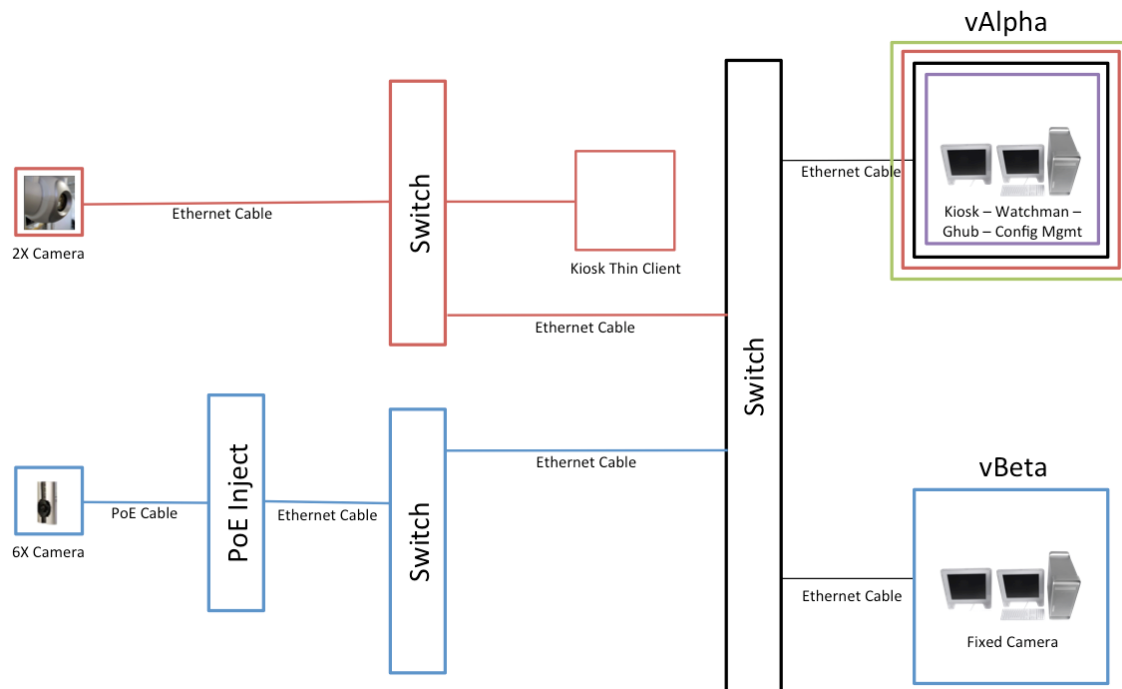 vAlpha
Switch
Switch
Ethernet Cable
Ethernet Cable
Kiosk – Watchman –
Ghub – Config Mgmt
2X Camera
Kiosk Thin Client
Ethernet Cable
PoE Inject
Switch
Ethernet Cable
vBeta
PoE Cable
Ethernet Cable
6X Camera
Ethernet Cable
Fixed Camera